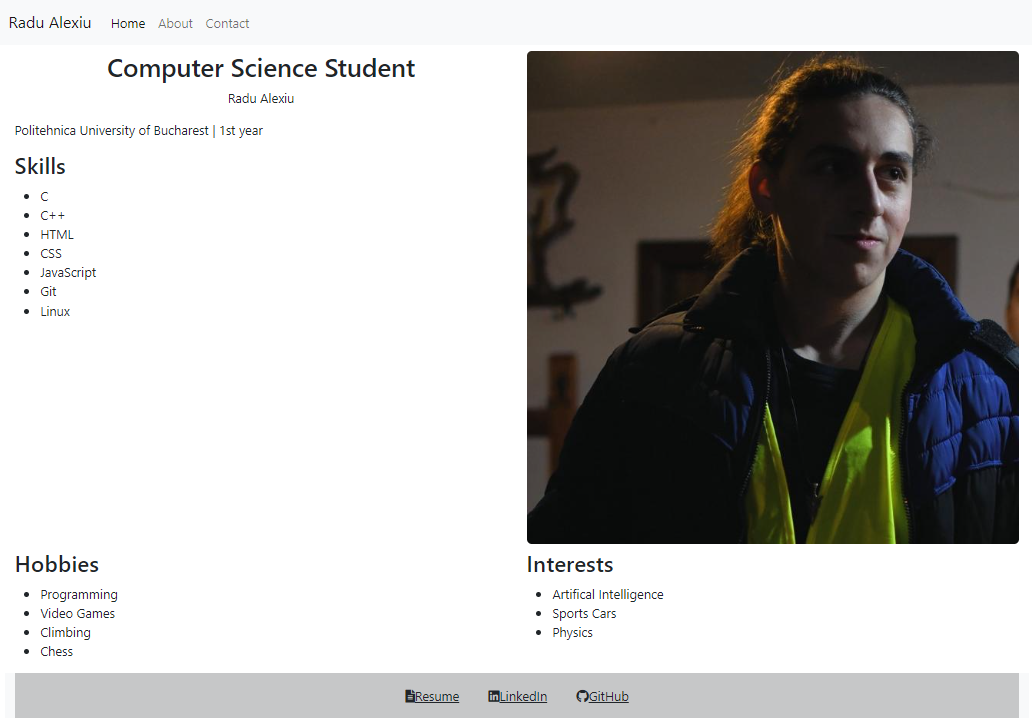 Radu Alexiu Home About Contact
Computer Science Student
Radu Alexiu
Politehnica University of Bucharest | 1st year
Skills
C
C++
HTML
CSS
JavaScript
Git
Linux
Hobbies
Programming
Video Games
Climbing
Chess
Interests
Artifical Intelligence
Sports Cars
Physics
Resume LinkedIn GitHub